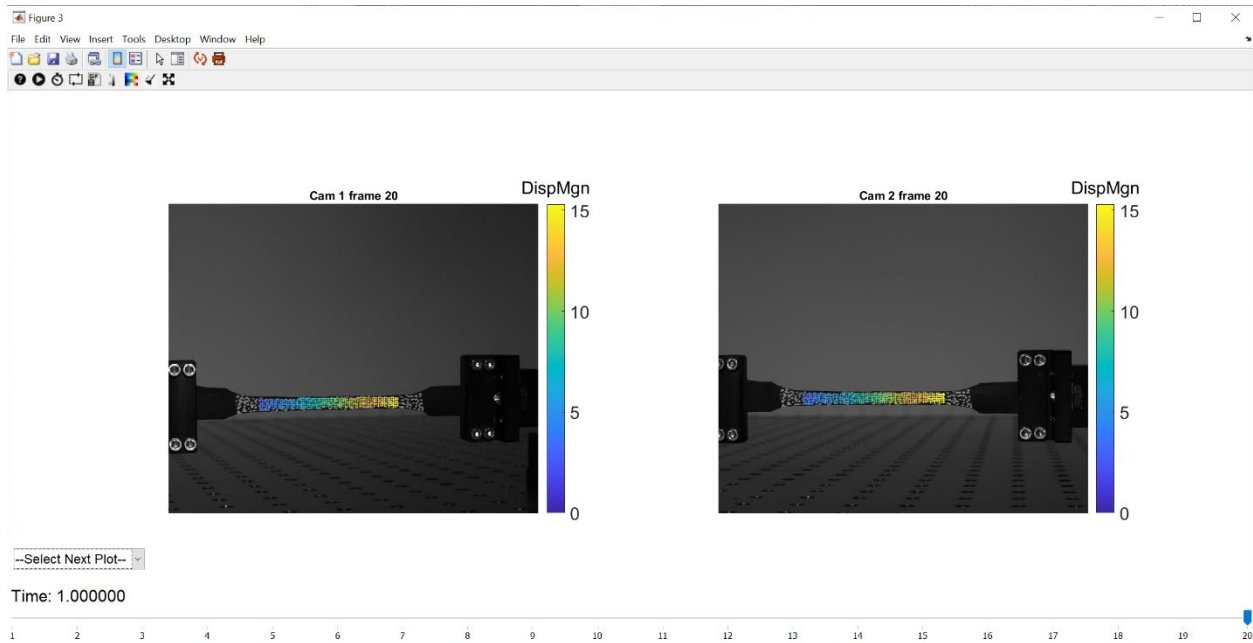 Figure 3
File Edit View Insert Tools Desktop Window Help
Cam 1 frame 20
DispMgn
15
10
5
0
Cam 2 frame 20
DispMgn
15
10
5
0
--Select Next Plot--
Time: 1.000000
1 2 3 4 5 6 7 8 9 10 11 12 13 14 15 16 17 18 19 20